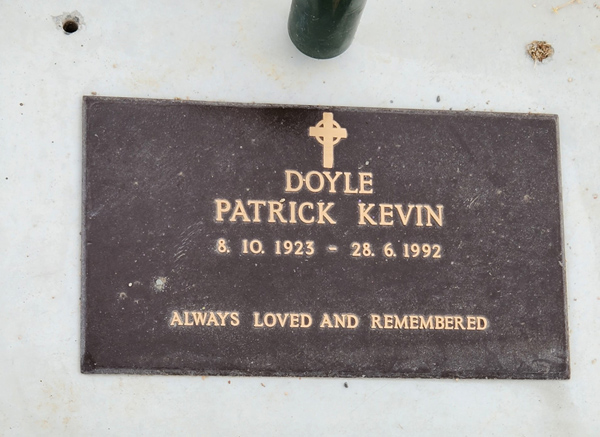 DOYLE
PATRICK KEVIN
8. 10. 1923 - 28. 6. 1992
ALWAYS LOVED AND REMEMBERED